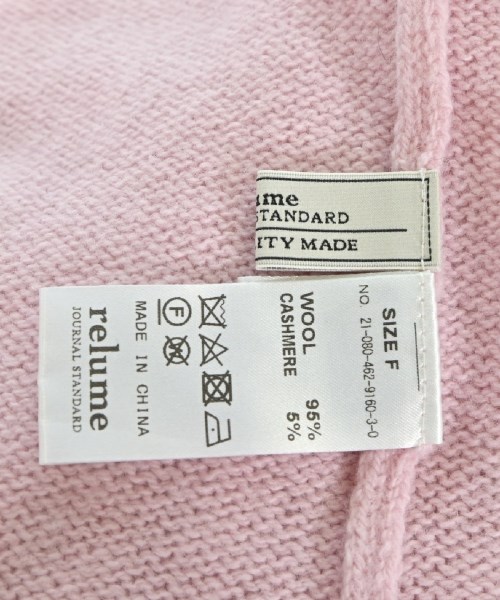 ume
STANDARD
ITY MADE
SIZE F
NO. 21-080-462-9160-3-0
WOOL 95%
CASHMERE 5%
F
W
MADE IN CHINA
relume
JOURNAL STANDARD